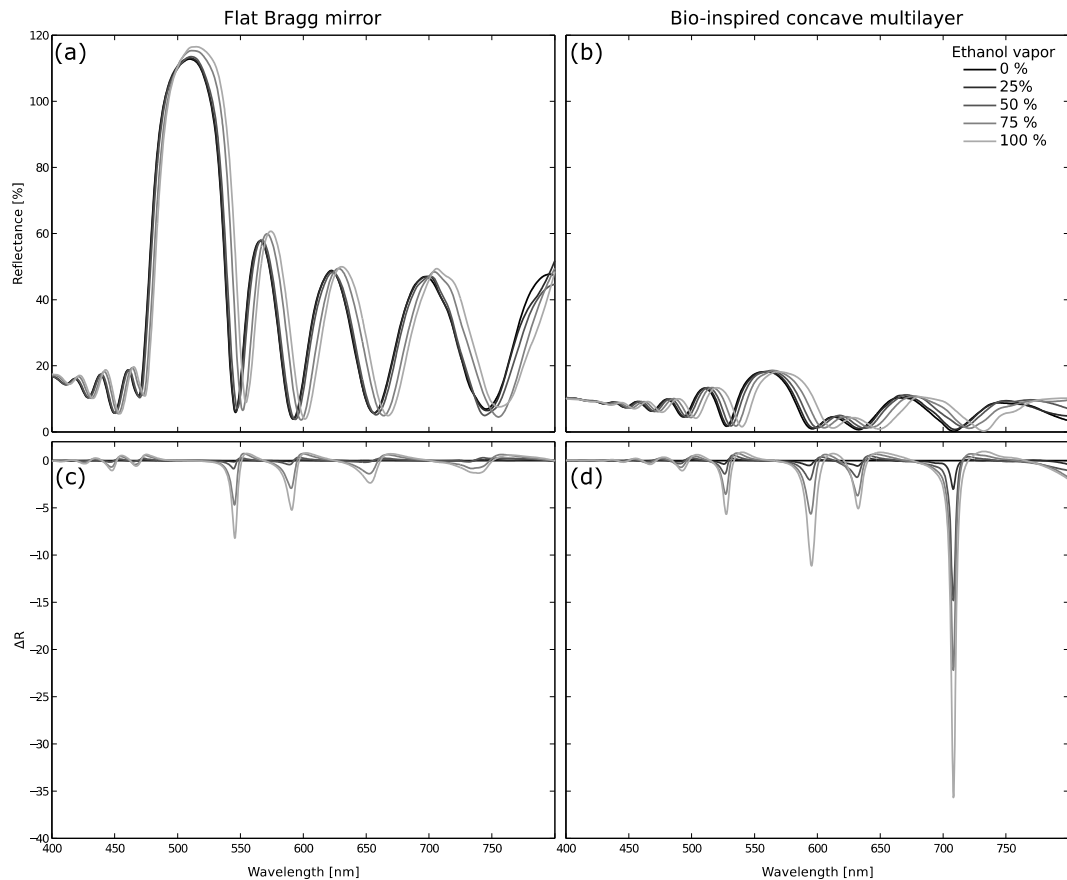 Flat Bragg mirror
Bio-inspired concave multilayer
(a)
(b)
Ethanol vapor
0 %
25%
50 %
75 %
100 %
Reflectance [%]
120
100
80
60
40
20
0
(c)
(d)
ΔR
0
−5
−10
−15
−20
−25
−30
−35
−40
400 450 500 550 600 650 700 750
400 450 500 550 600 650 700 750
Wavelength [nm]
Wavelength [nm]